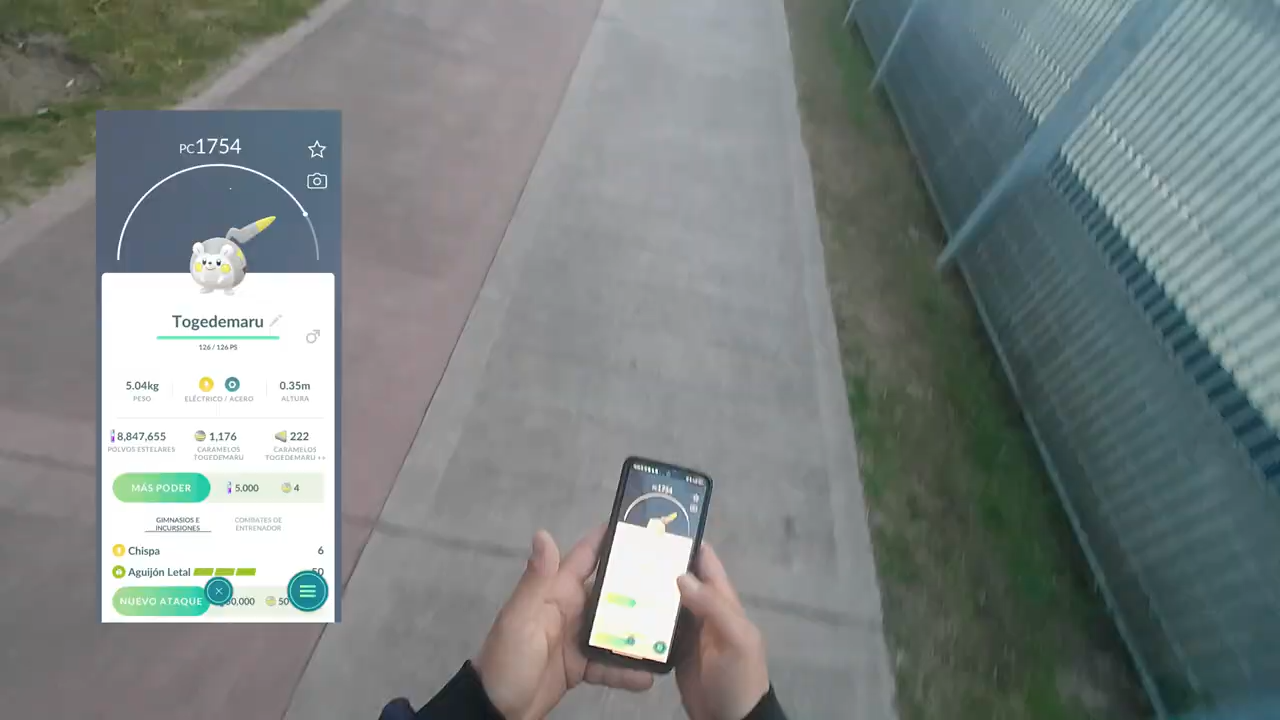 PC1754
Togedemaru
126 / 126 PS
5.04kg
PESO
ELÉCTRICO / ACERO
0.35m
ALTURA
8,847,655
POLVOS ESTELARES
1,176
CARAMELOS
TOGEDEMARU
222
CARAMELOS
TOGEDEMARU ++
MÁS PODER
5,000
4
GIMNASIOS E
INCURSIONES
COMBATES DE
ENTRENADOR
Chispa
6
Aguijón Letal
50
NUEVO ATAQUE